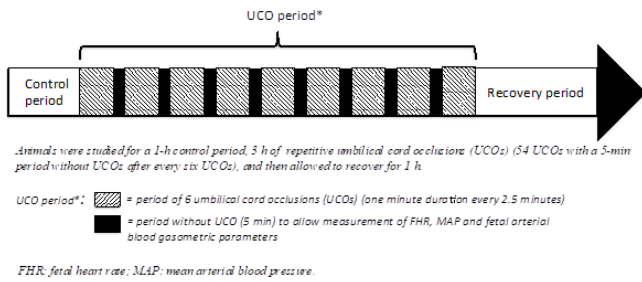 UCO period*
Control
period
Recovery period
Animals were studied for a 1-h control period, 3 h of repetitive umbilical cord occlusions (UCOs) (54 UCOs with a 5-min
period without UCOs after every six UCOs), and then allowed to recover for 1 h.
UCO period*: = period of 6 umbilical cord occlusions (UCOs) (one minute duration every 2.5 minutes)
= period without UCO (5 min) to allow measurement of FHR, MAP and fetal arterial
blood gasometric parameters
FHR: fetal heart rate; MAP: mean arterial blood pressure.